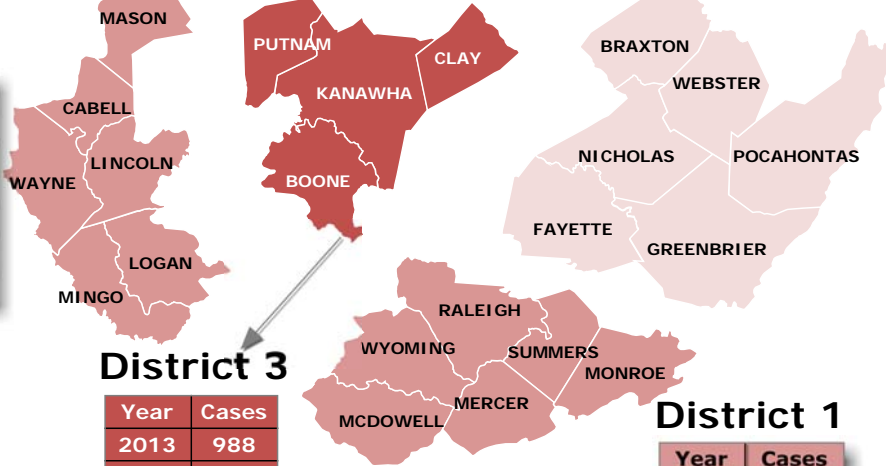 MASON
PUTNAM
CLAY
BRAXTON
WEBSTER
KANAWHA
CABELL
LINCOLN
NICHOLAS
POCAHONTAS
WAYNE
BOONE
FAYETTE
GREENBRIER
LOGAN
MINGO
RALEIGH
WYOMING
SUMMERS
MONROE
MCDOWELL
MERCER
District 3
Year Cases
2013 988
District 1
Year Cases